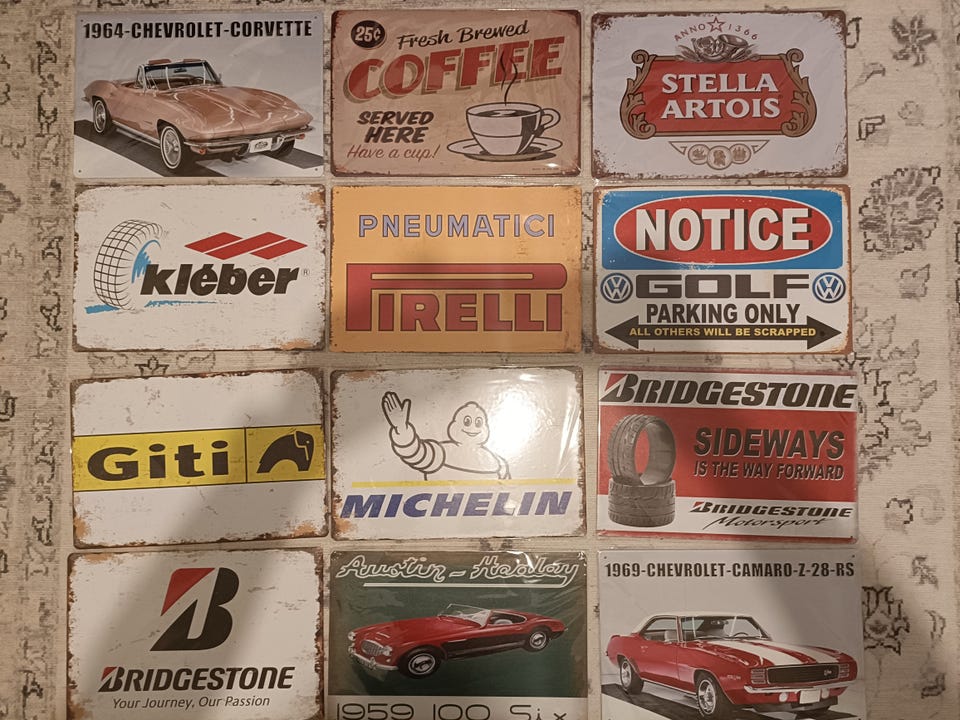 1964-CHEVROLET-CORVETTE
25¢
Fresh Brewed
COFFEE
SERVED
HERE
Have a cup!
ANNO 1366
STELLA
ARTOIS
kléber®
PNEUMATICI
PIRELLI
NOTICE
GOLF
PARKING ONLY
ALL OTHERS WILL BE SCRAPPED
Giti
MICHELIN
BRIDGESTONE
SIDEWAYS
IS THE WAY FORWARD
BRIDGESTONE
Motorsport
B
BRIDGESTONE
Your Journey, Our Passion
Austin-Healey
1959 100 Six
1969-CHEVROLET-CAMARO-Z-28-RS